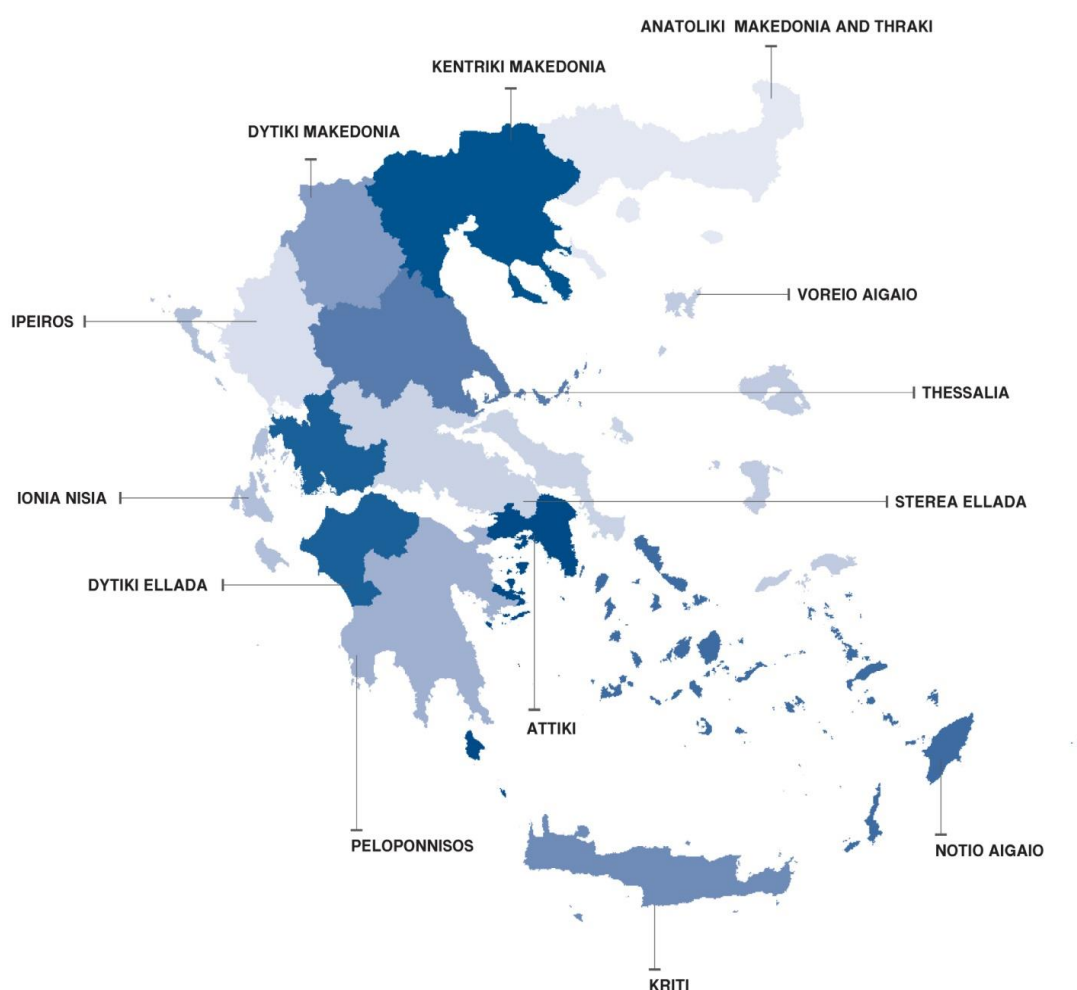 ANATOLIKI MAKEDONIA AND THRAKI
KENTRIKI MAKEDONIA
DYTIKI MAKEDONIA
VOREIO AIGAIO
IPEIROS
THESSALIA
IONIA NISIA
STEREA ELLADA
DYTIKI ELLADA
ATTIKI
PELOPONNISOS
NOTIO AIGAIO
KRITI